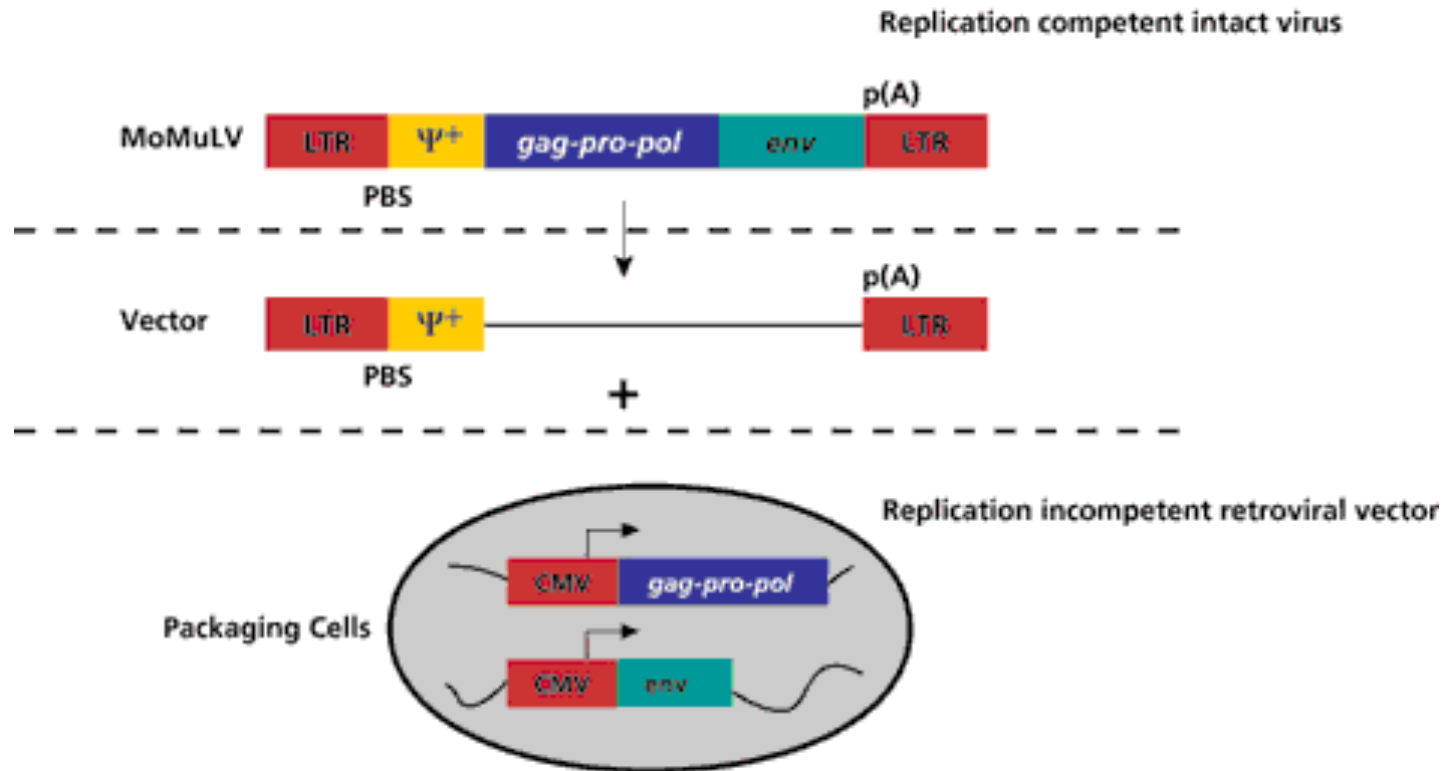 Replication competent intact virus
p(A)
MoMuLV LTR Ψ+ gag-pro-pol env LTR
PBS
p(A)
Vector LTR Ψ+ LTR
PBS
+
Replication incompetent retroviral vector
CMV gag-pro-pol
Packaging Cells
CMV env